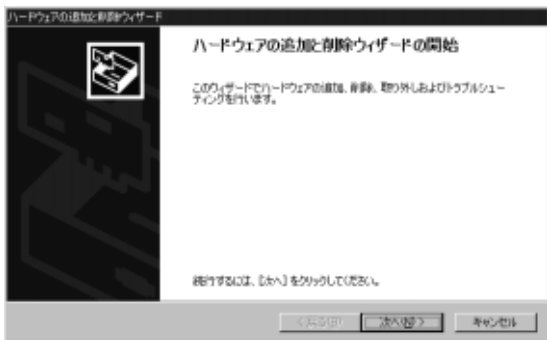 ハードウェアの追加と削除ウィザード
ハードウェアの追加と削除ウィザードの開始
このウィザードでハードウェアの追加、削除、取り外しおよびトラブルシュー
ティングを行います。
続行するには、[次へ] をクリックしてください。
< 戻る(B)
次へ(N) >
キャンセル